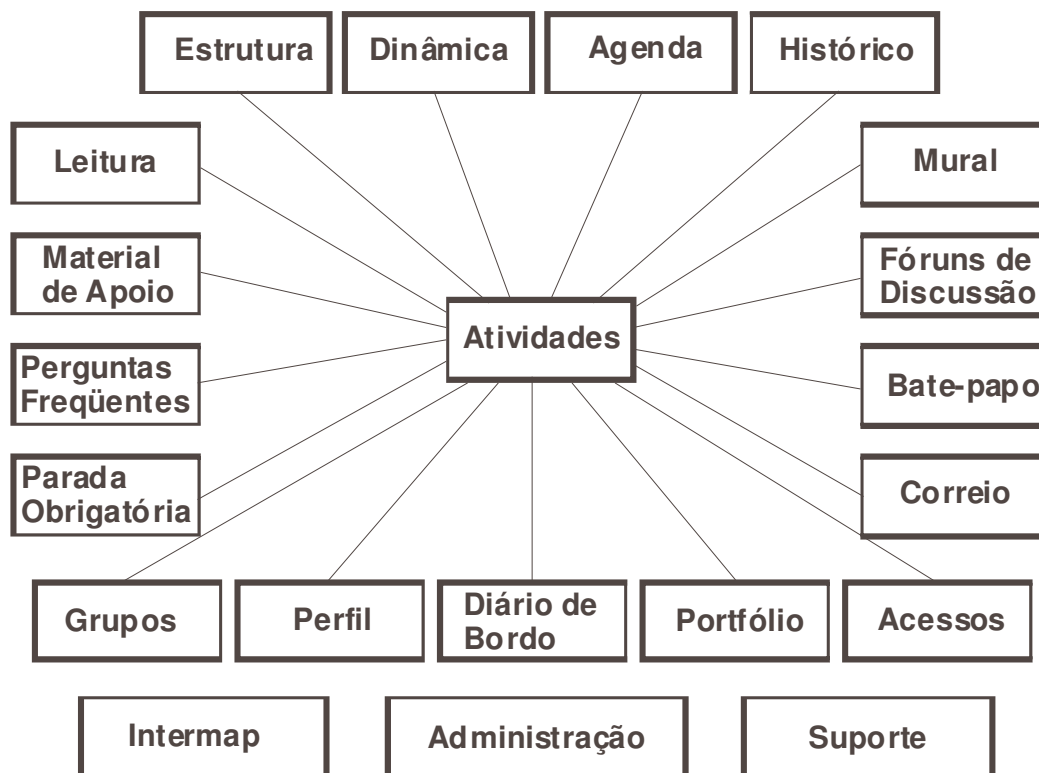 Estrutura
Dinâmica
Agenda
Histórico
Leitura
Mural
Material
de Apoio
Fóruns de
Discussão
Atividades
Perguntas
Freqüentes
Bate-papo
Parada
Obrigatória
Correio
Grupos
Perfil
Diário de
Bordo
Portfólio
Acessos
Intermap
Administração
Suporte